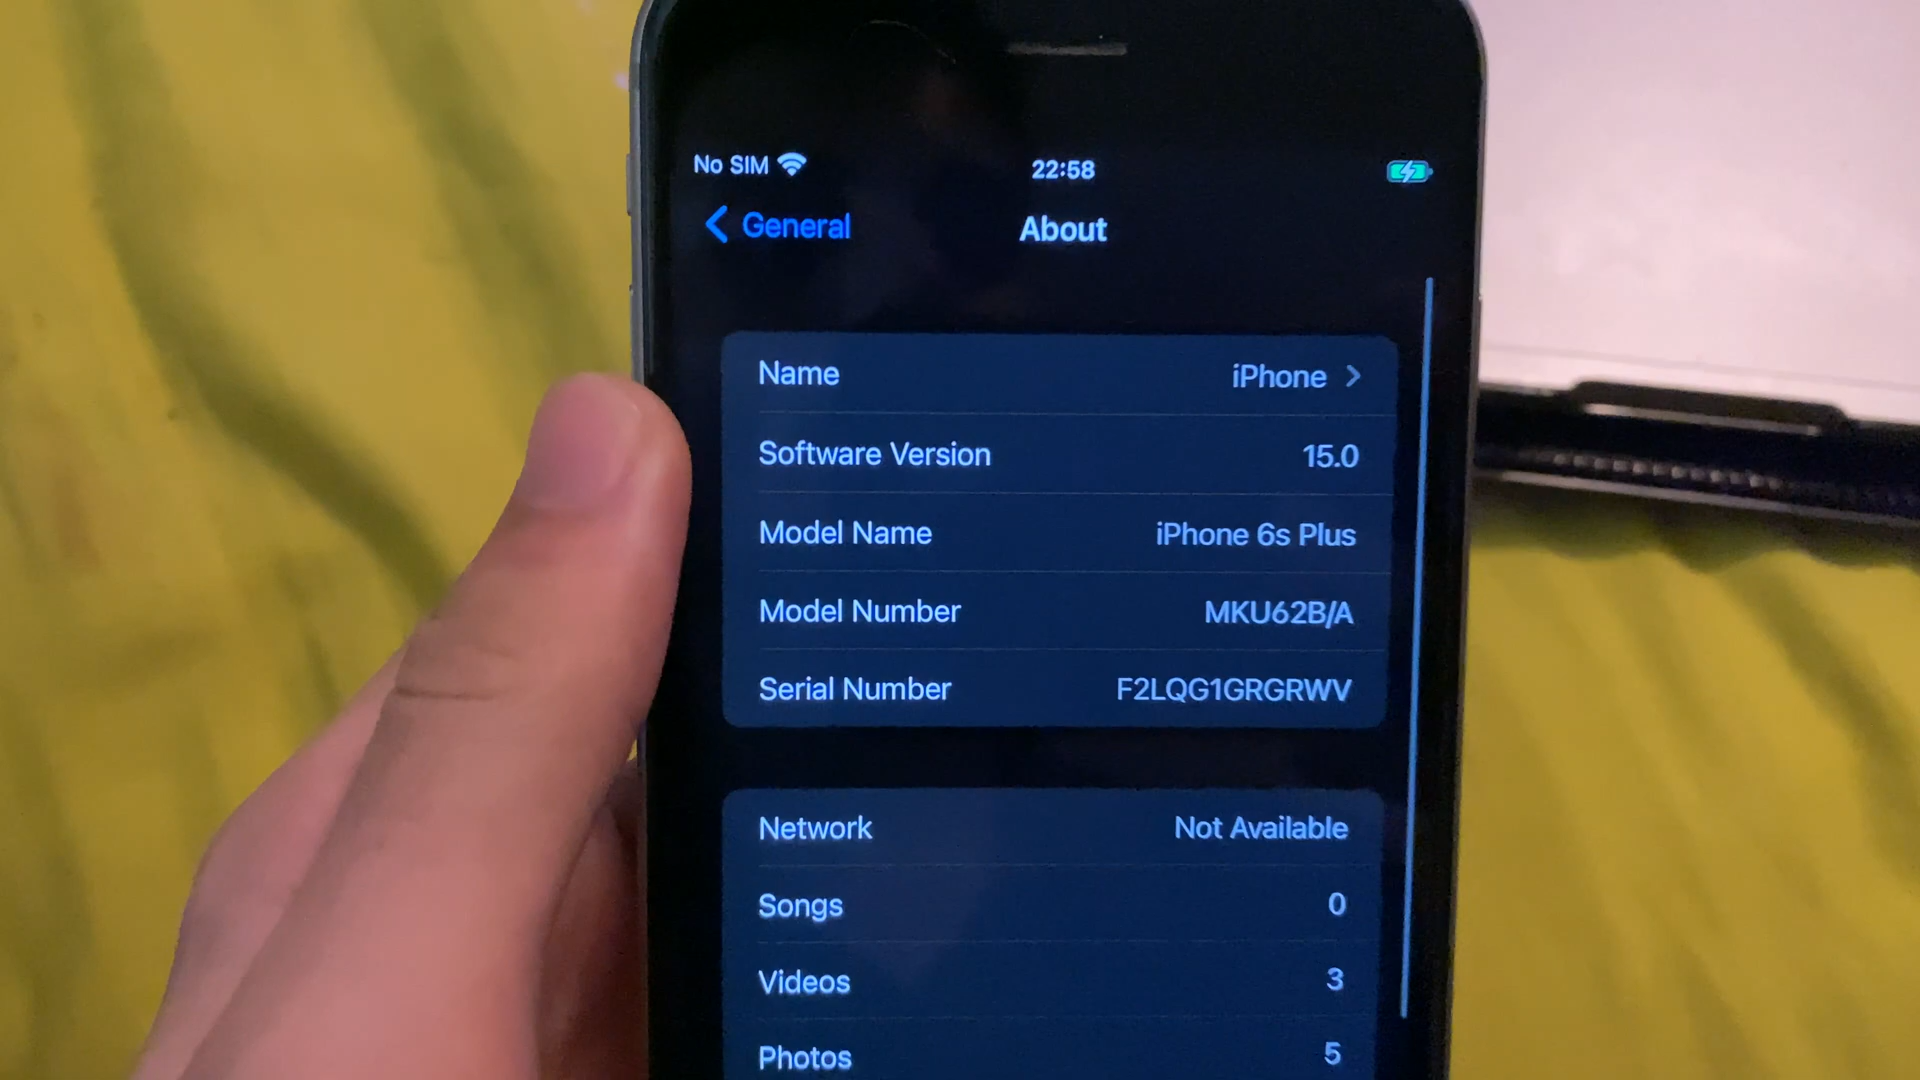 No SIM
22:58
General
About
Name iPhone
Software Version 15.0
Model Name iPhone 6s Plus
Model Number MKU62B/A
Serial Number F2LQG1GRGRWV
Network Not Available
Songs 0
Videos 3
Photos 5